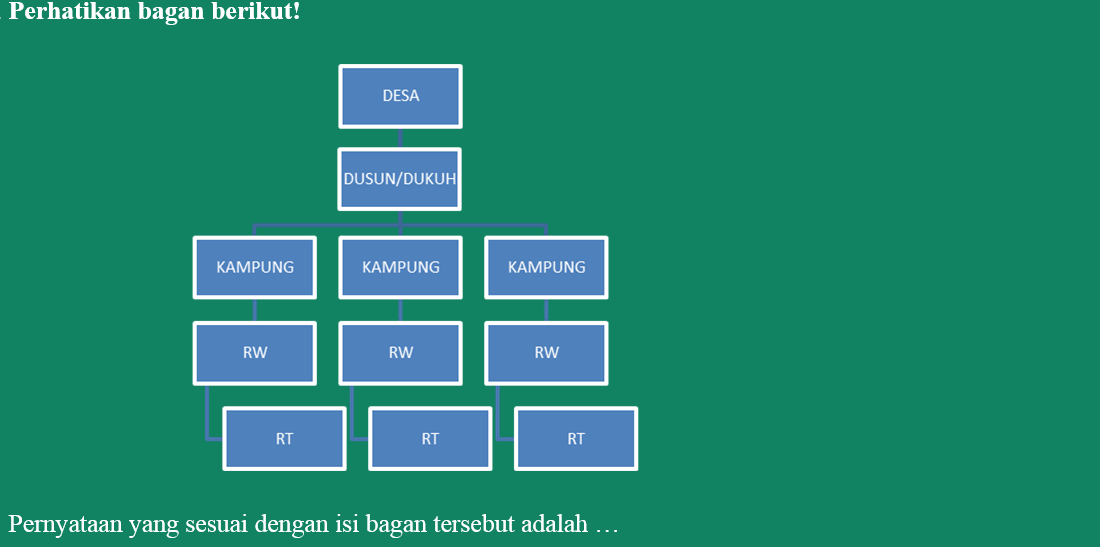 Perhatikan bagan berikut!
DESA
DUSUN/DUKUH
KAMPUNG KAMPUNG KAMPUNG
RW RW RW
RT RT RT
Pernyataan yang sesuai dengan isi bagan tersebut adalah …